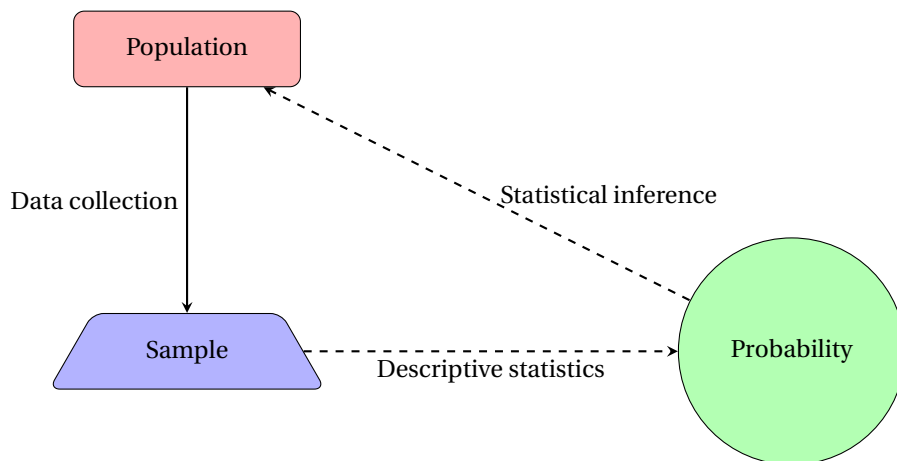 Population
Data collection
Statistical inference
Sample
Descriptive statistics
Probability